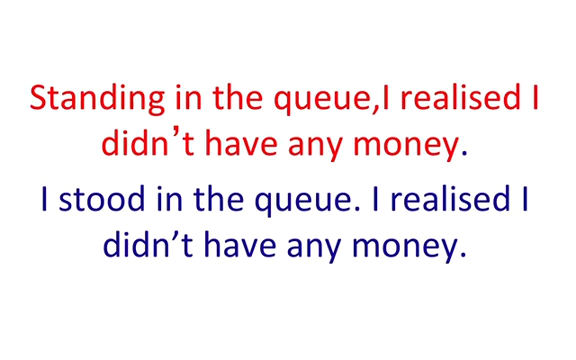 Standing in the queue,I realised I
didn’t have any money.
I stood in the queue. I realised I
didn’t have any money.